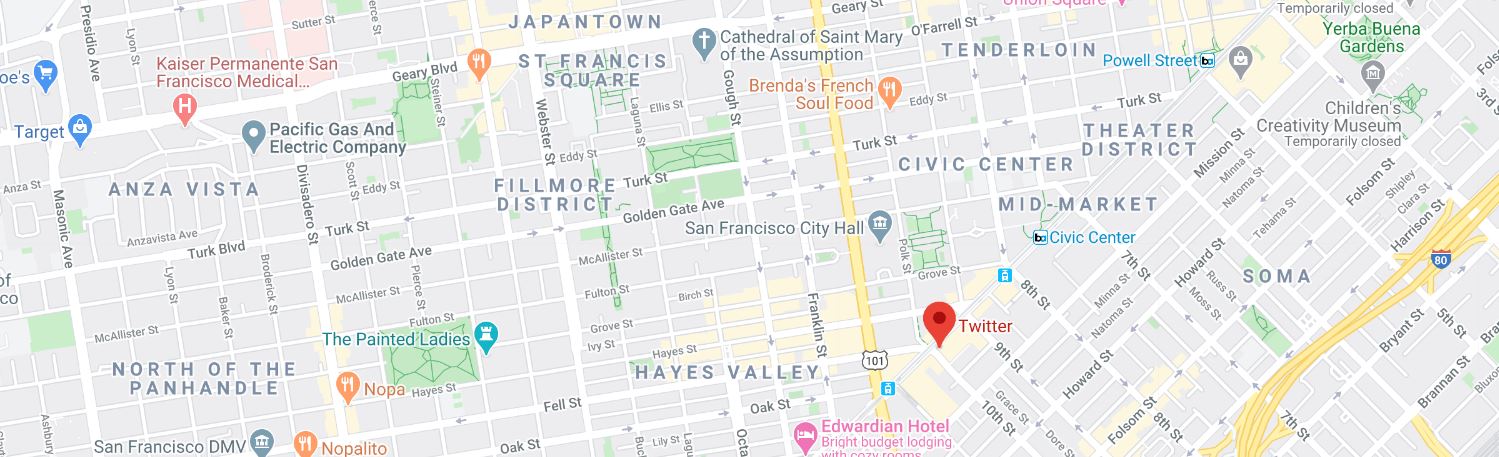 Presidio Ave
Sutter St
Pierce St
JAPANTOWN
Geary St
O'Farrell St
Union Square
Temporarily closed
Yerba Buena
Gardens
Cathedral of Saint Mary
of the Assumption
TENDERLOIN
Powell Street
Folsom
3rd S
oe's
Kaiser Permanente San
Francisco Medical...
Geary Blvd
Steiner St
ST FRANCIS
SQUARE
Gough St
Brenda's French
Soul Food
Eddy St
Turk St
Children's
Creativity Museum
Temporarily closed
Target
Pacific Gas And
Electric Company
Webster St
Ellis St
Laguna St
Turk St
THEATER
DISTRICT
Mission St
Minna St
Natoma St
Eddy St
CIVIC CENTER
Anza St
ANZA VISTA
Scott St
Eddy St
FILLMORE
DISTRICT
Turk St
Golden Gate Ave
MID-MARKET
Tehama St
Folsom St
Shipley
Clara St
Harrison St
Masonic Ave
Divisadero St
Anzavista Ave
Turk St
Turk Blvd
Golden Gate Ave
McAllister St
San Francisco City Hall
Polk St
Civic Center
80
of
co
Lyon St
Broderick St
Pierce St
McAllister St
Fulton St
Birch St
Grove St
7th St
Howard St
Russ St
Moss St
SOMA
Minna St
8th St
Baker St
McAllister St
Fulton St
The Painted Ladies
Grove St
Ivy St
Hayes St
Franklin St
101
Twitter
Natoma St
Bryant St
5th St
NORTH OF THE
PANHANDLE
Nopa
Hayes St
HAYES VALLEY
9th St
Howard St
Brannan St
Fell St
Oak St
Grace St
10th St
Dore St
Folsom St
7th St
Ashbury
San Francisco DMV
Nopalito
Oak St
Buch
Lily St
Lagu
Octa
Edwardian Hotel
Bright budget lodging
with cozy rooms